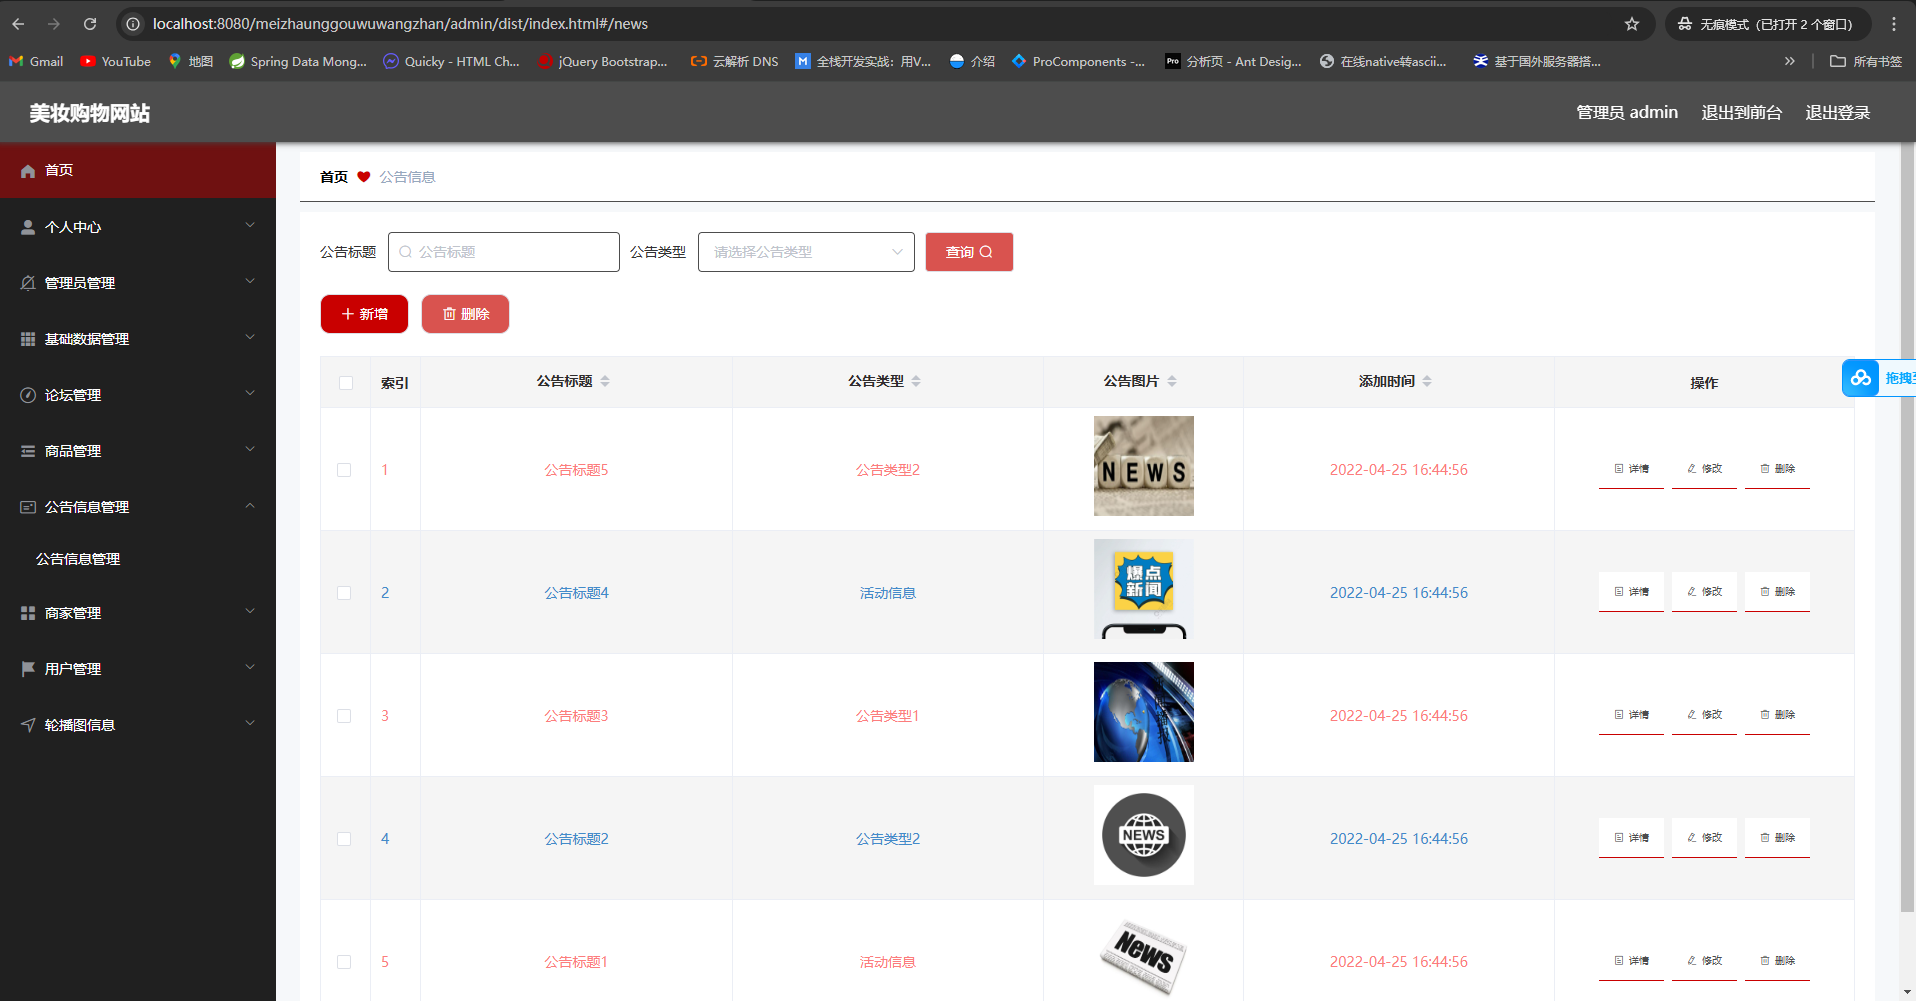 localhost:8080/meizhaunggouwuwangzhan/admin/dist/index.html#/news
无痕模式（已打开 2 个窗口）
Gmail YouTube 地图 Spring Data Mong... Quicky - HTML Ch... jQuery Bootstrap... 云解析 DNS 全栈开发实战：用V... 介绍 ProComponents -... Pro 分析页 - Ant Desig... 在线native转ascii... 基于国外服务器搭... » 所有书签
美妆购物网站
管理员 admin 退出到前台 退出登录
首页
个人中心
管理员管理
基础数据管理
论坛管理
商品管理
公告信息管理
公告信息管理
商家管理
用户管理
轮播图信息
首页 公告信息
公告标题 公告标题 公告类型 请选择公告类型 查询
新增 删除
索引 公告标题 公告类型 公告图片 添加时间 操作
拖拽至
1 公告标题5 公告类型2 NEWS 2022-04-25 16:44:56 详情 修改 删除
2 公告标题4 活动信息 爆点 新闻 2022-04-25 16:44:56 详情 修改 删除
3 公告标题3 公告类型1 2022-04-25 16:44:56 详情 修改 删除
4 公告标题2 公告类型2 NEWS 2022-04-25 16:44:56 详情 修改 删除
5 公告标题1 活动信息 News 2022-04-25 16:44:56 详情 修改 删除